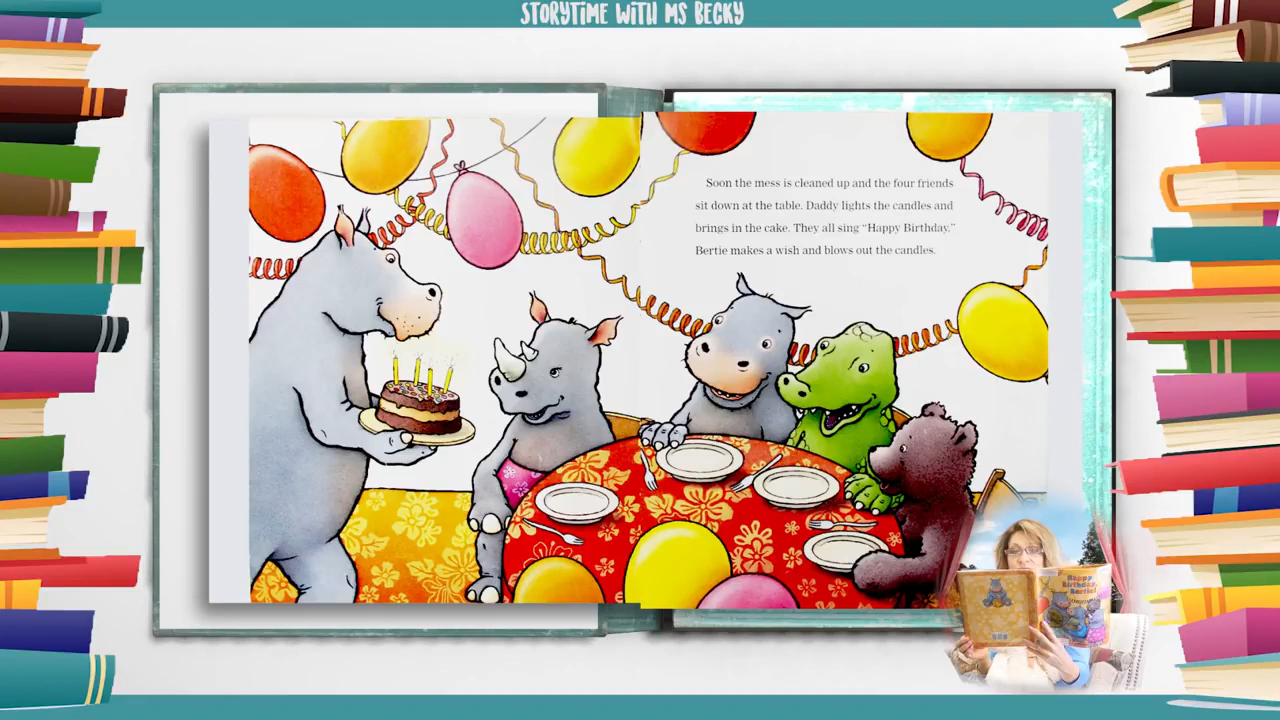 STORYTIME WITH MS BECKY
Soon the mess is cleaned up and the four friends
sit down at the table. Daddy lights the candles and
brings in the cake. They all sing “Happy Birthday.”
Bertie makes a wish and blows out the candles.
Happy
Birthday,
Bertie!